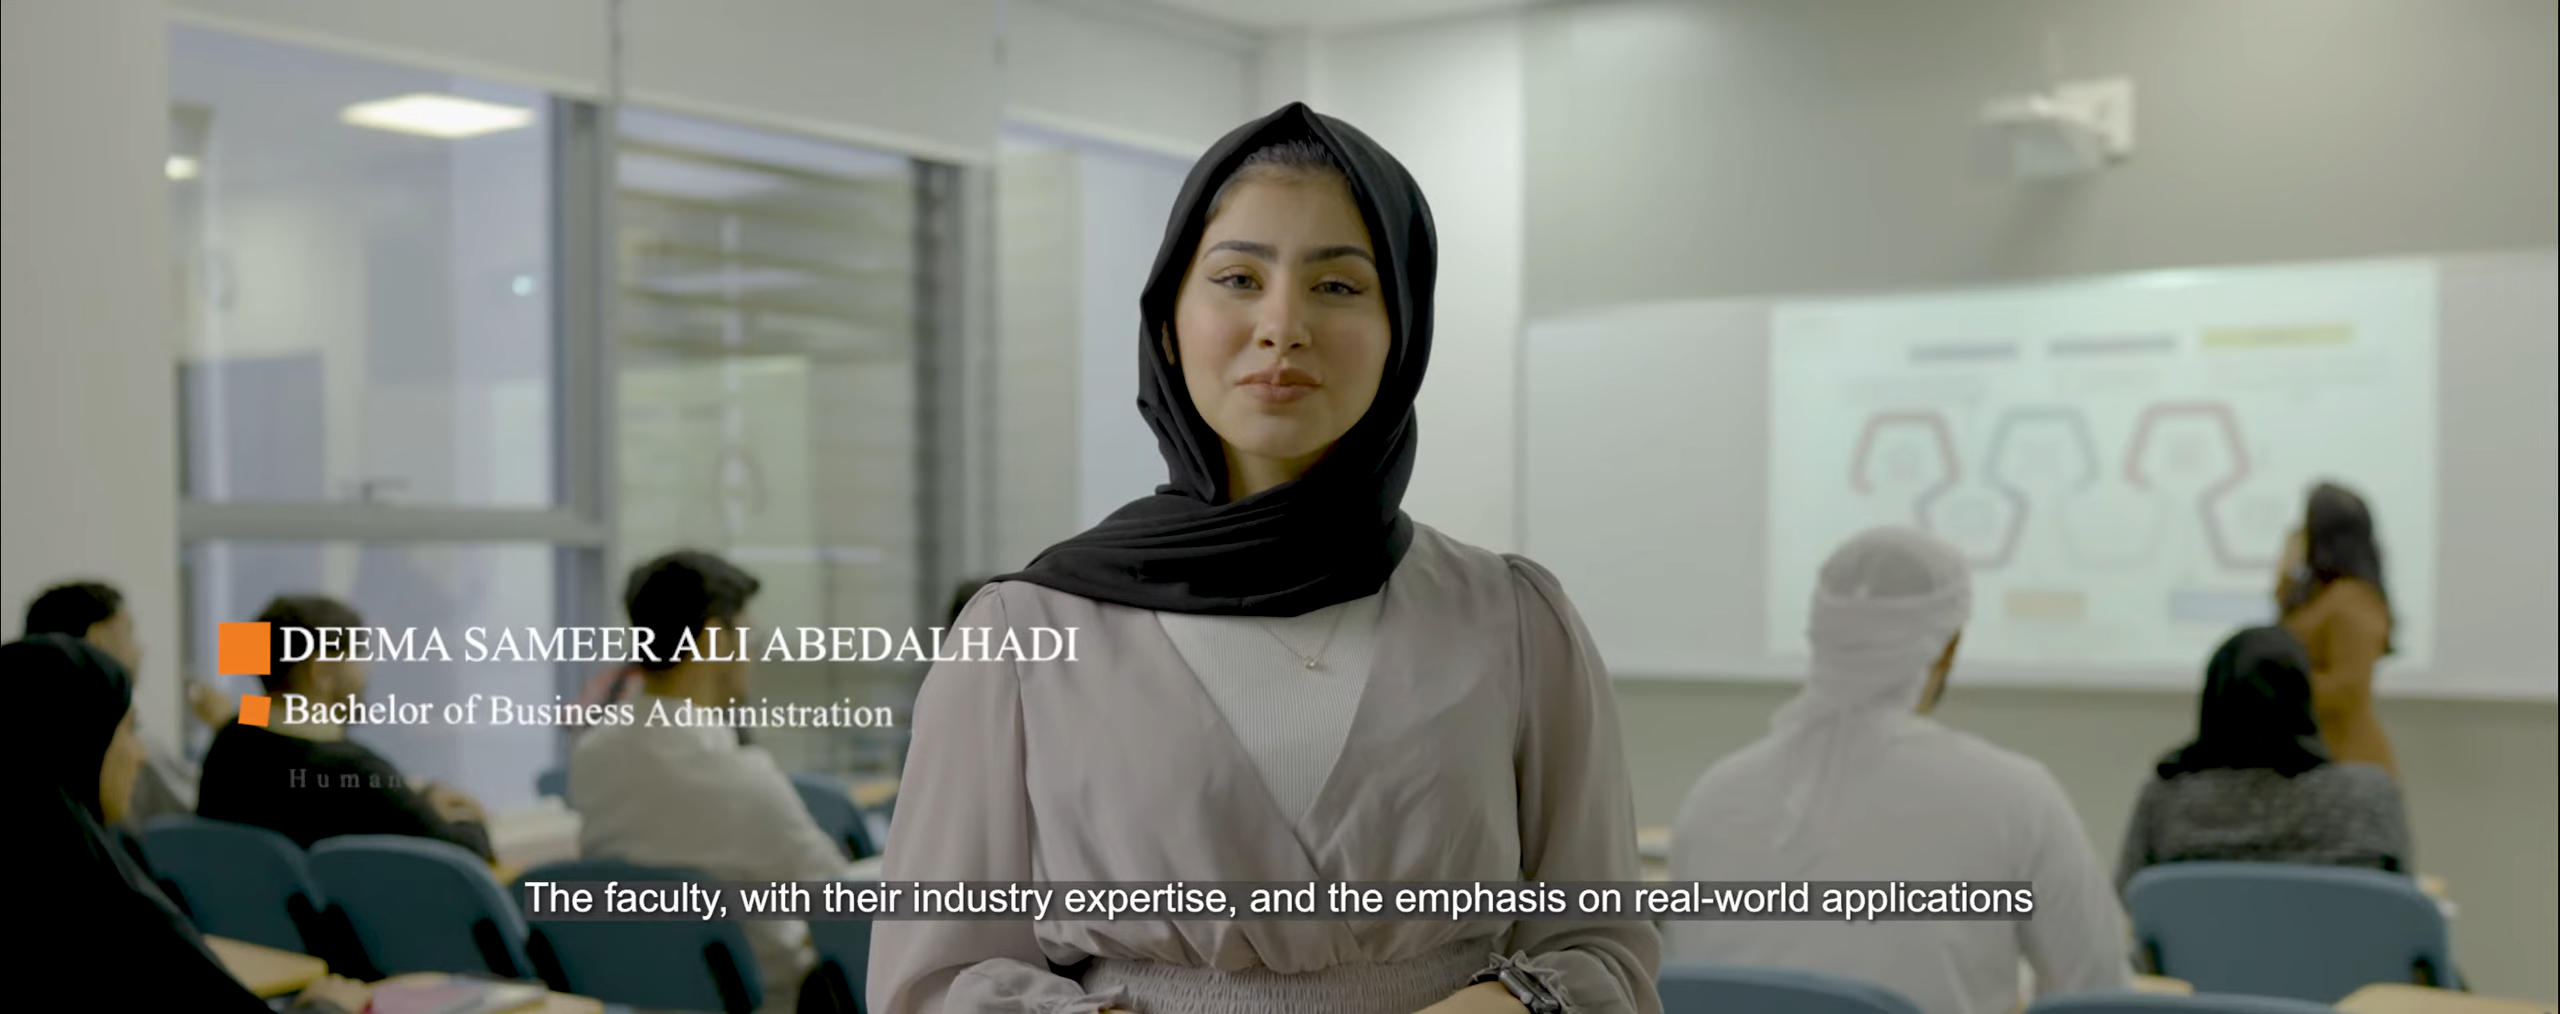 DEEMA SAMEER ALI ABEDALHADI
Bachelor of Business Administration
Human
The faculty, with their industry expertise, and the emphasis on real-world applications